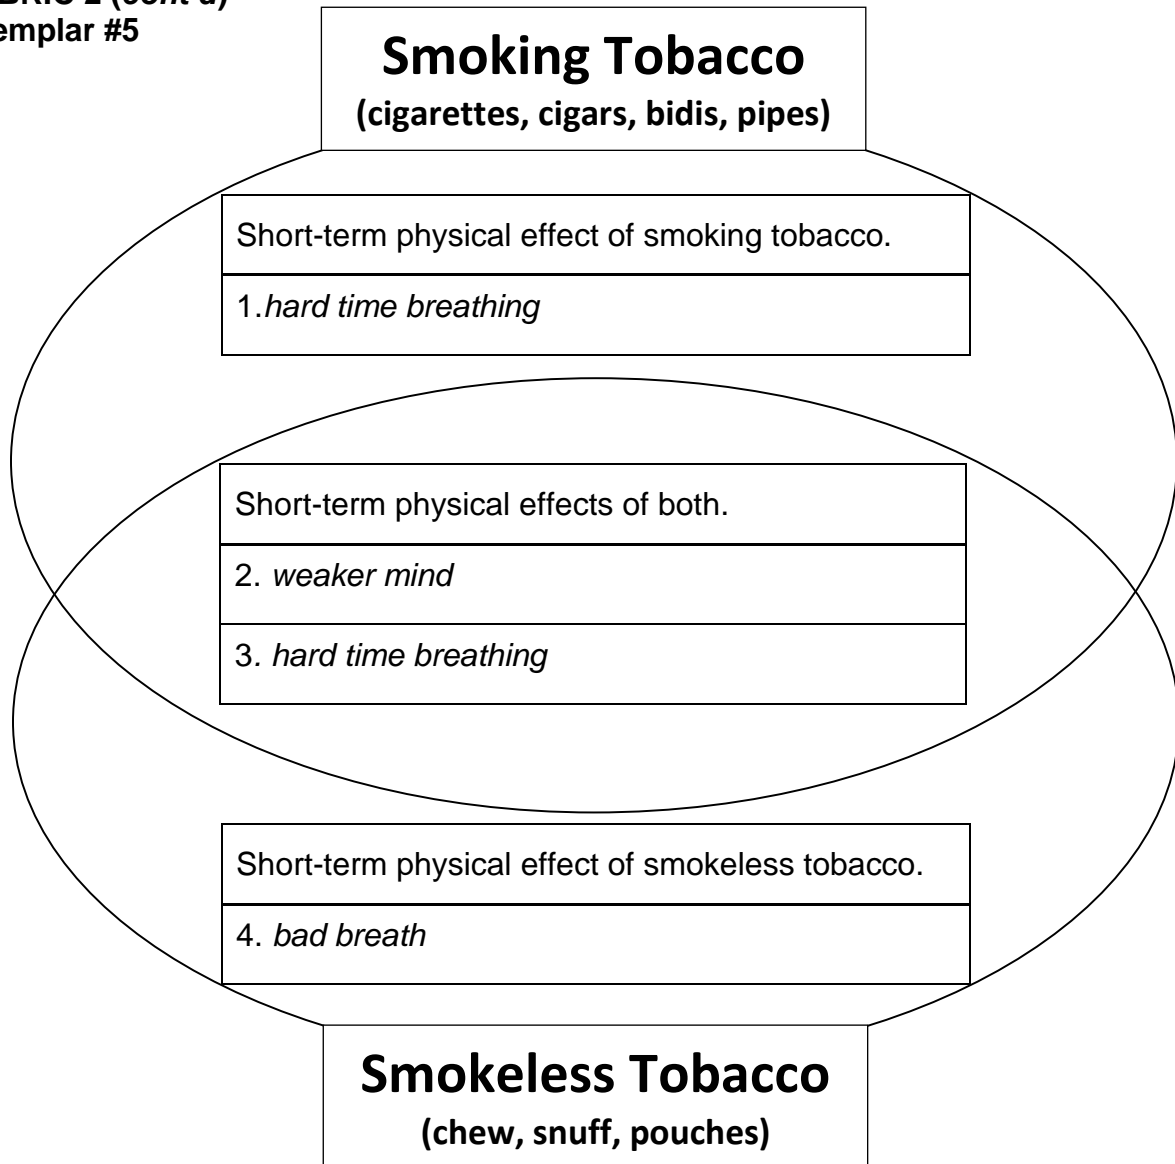 2 (cont'd)
#5
Smoking Tobacco
(cigarettes, cigars, bidis, pipes)
Short-term physical effect of smoking tobacco.
1.hard time breathing
Short-term physical effects of both.
2. weaker mind
3. hard time breathing
Short-term physical effect of smokeless tobacco.
4. bad breath
Smokeless Tobacco
(chew, snuff, pouches)